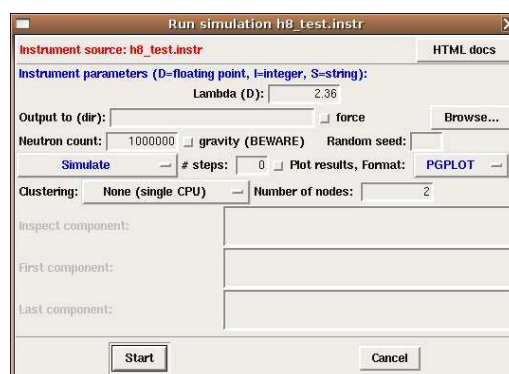 Run simulation h8_test.instr
Instrument source: h8_test.instr HTML docs
Instrument parameters (D=floating point, I=integer, S=string):
Lambda (D): 2.36
Output to (dir): force Browse...
Neutron count: 1000000 gravity (BEWARE) Random seed:
Simulate # steps: 0 Plot results, Format: PGPLOT
Clustering: None (single CPU) Number of nodes: 2
Inspect component:
First component:
Last component:
Start Cancel